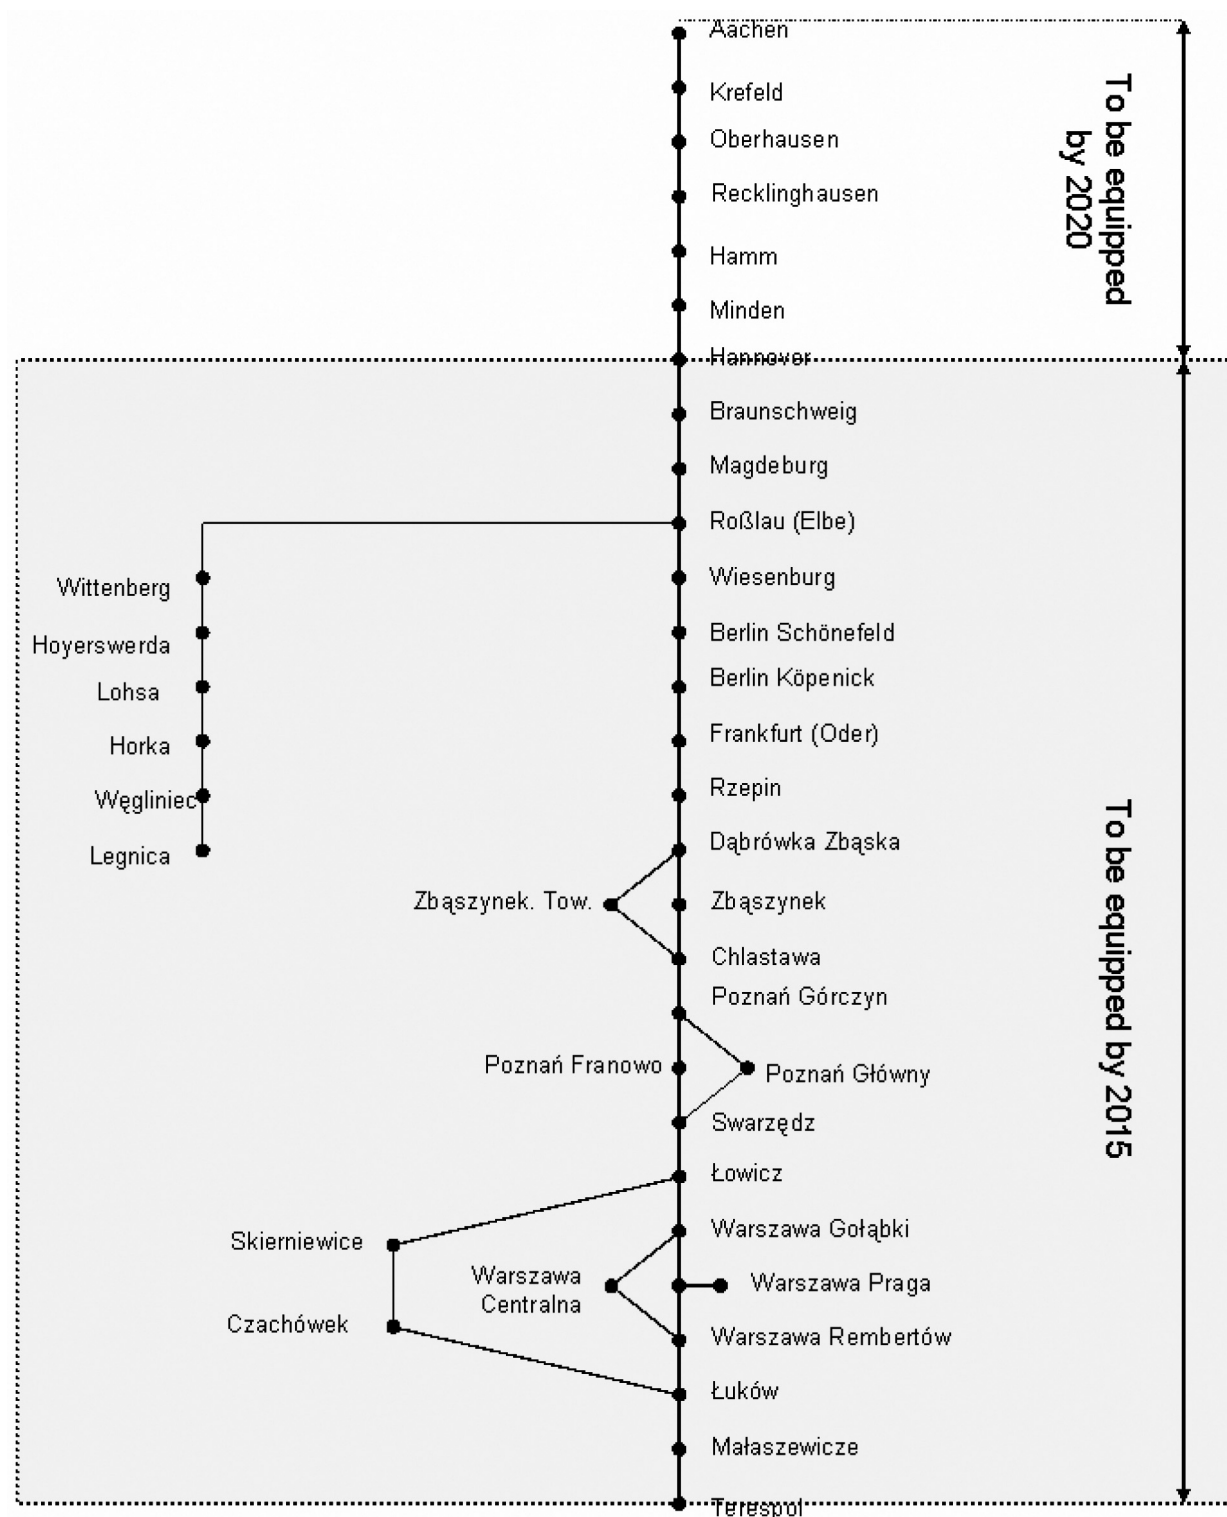 Aachen
Krefeld
Oberhausen
Recklinghausen
Hamm
Minden
Hannover
To be equipped
by 2020
Braunschweig
Magdeburg
Roßlau (Elbe)
Wittenberg
Wiesenburg
Hoyerswerda
Berlin Schönefeld
Lohsa
Berlin Köpenick
Horka
Frankfurt (Oder)
Węgliniec
Rzepin
Legnica
Dąbrówka Zbąska
Zbąszynek. Tow.
Zbąszynek
Chlastawa
Poznań Górczyn
Poznań Franowo
Poznań Główny
Swarzędz
Łowicz
Skierniewice
Warszawa Gołąbki
Warszawa
Centralna
Warszawa Praga
Czachówek
Warszawa Rembertów
Łuków
Małaszewicze
Terespol
To be equipped by 2015